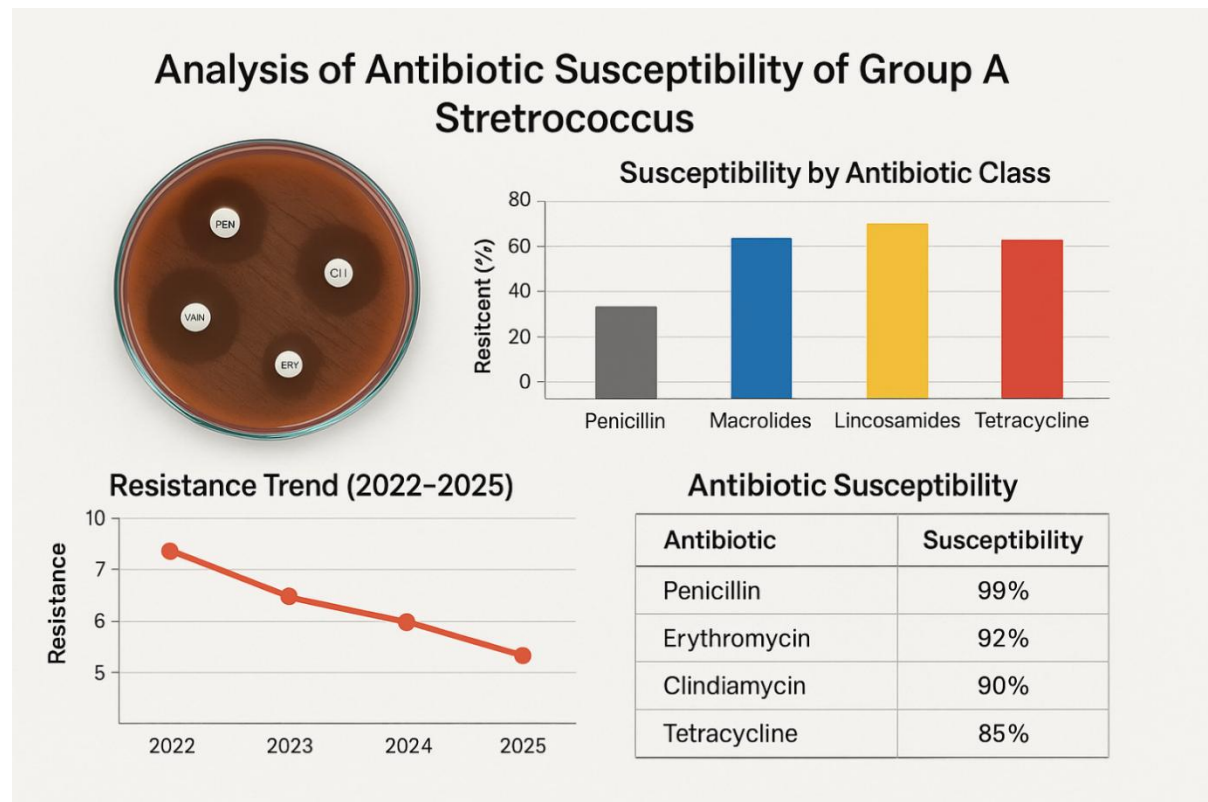 Analysis of Antibiotic Susceptibility of Group A
Stretrococcus
PEN
CII
VAIN
ERY
Susceptibility by Antibiotic Class
Resitcent (%)
80
60
40
20
0
Penicillin Macrolides Lincosamides Tetracycline
Resistance Trend (2022–2025)
Resistance
10
7
6
5
2022 2023 2024 2025
Antibiotic Susceptibility
Antibiotic Susceptibility
Penicillin 99%
Erythromycin 92%
Clindiamycin 90%
Tetracycline 85%